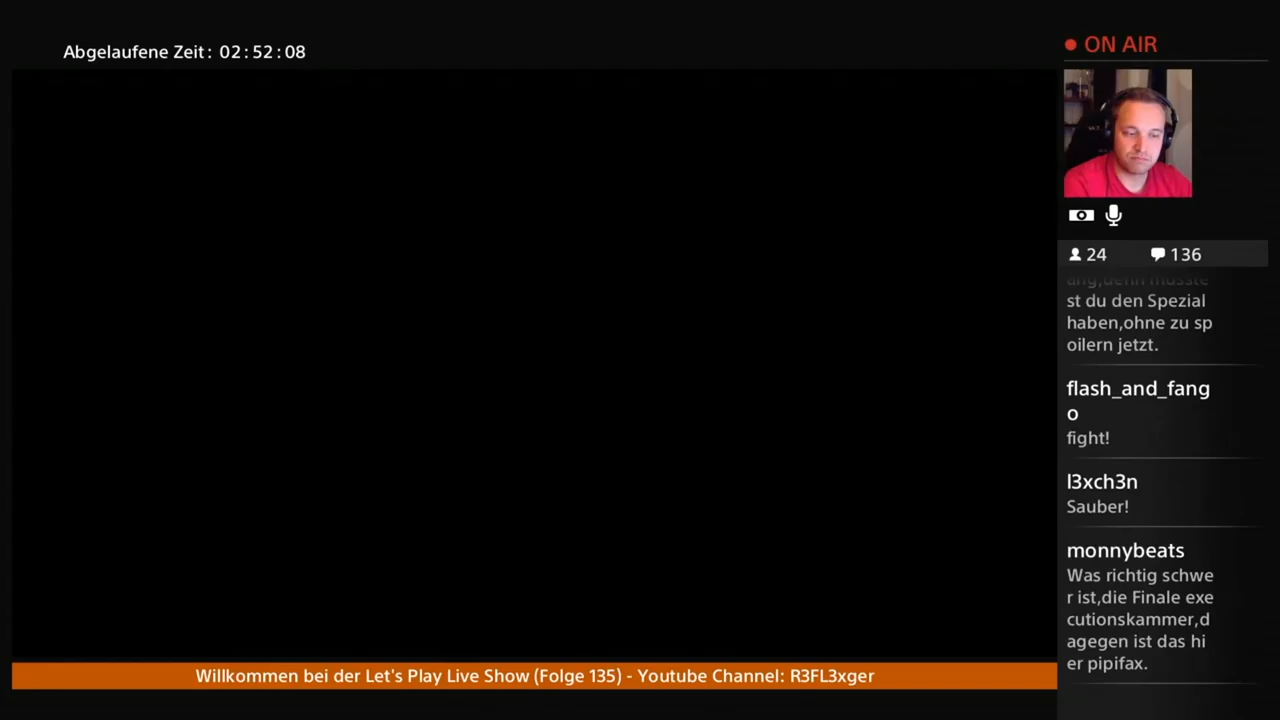 Abgelaufene Zeit: 02:52:08
ON AIR
24 136
st du den Spezial
haben,ohne zu sp
oilern jetzt.
flash_and_fang
o
fight!
l3xch3n
Sauber!
monnybeats
Was richtig schwe
r ist,die Finale exe
cutionskammer,d
agegen ist das hi
er pipifax.
Willkommen bei der Let's Play Live Show (Folge 135) - Youtube Channel: R3FL3xger